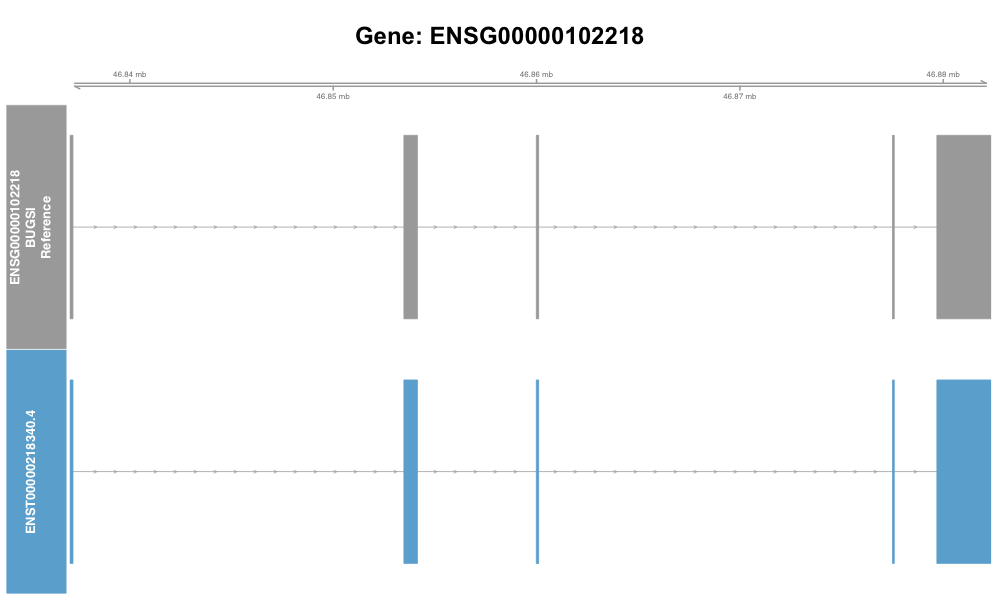 Gene: ENSG00000102218
46.84 mb
46.86 mb
46.88 mb
46.85 mb
46.87 mb
ENSG00000102218
BUGSI
Reference
ENST00000218340.4